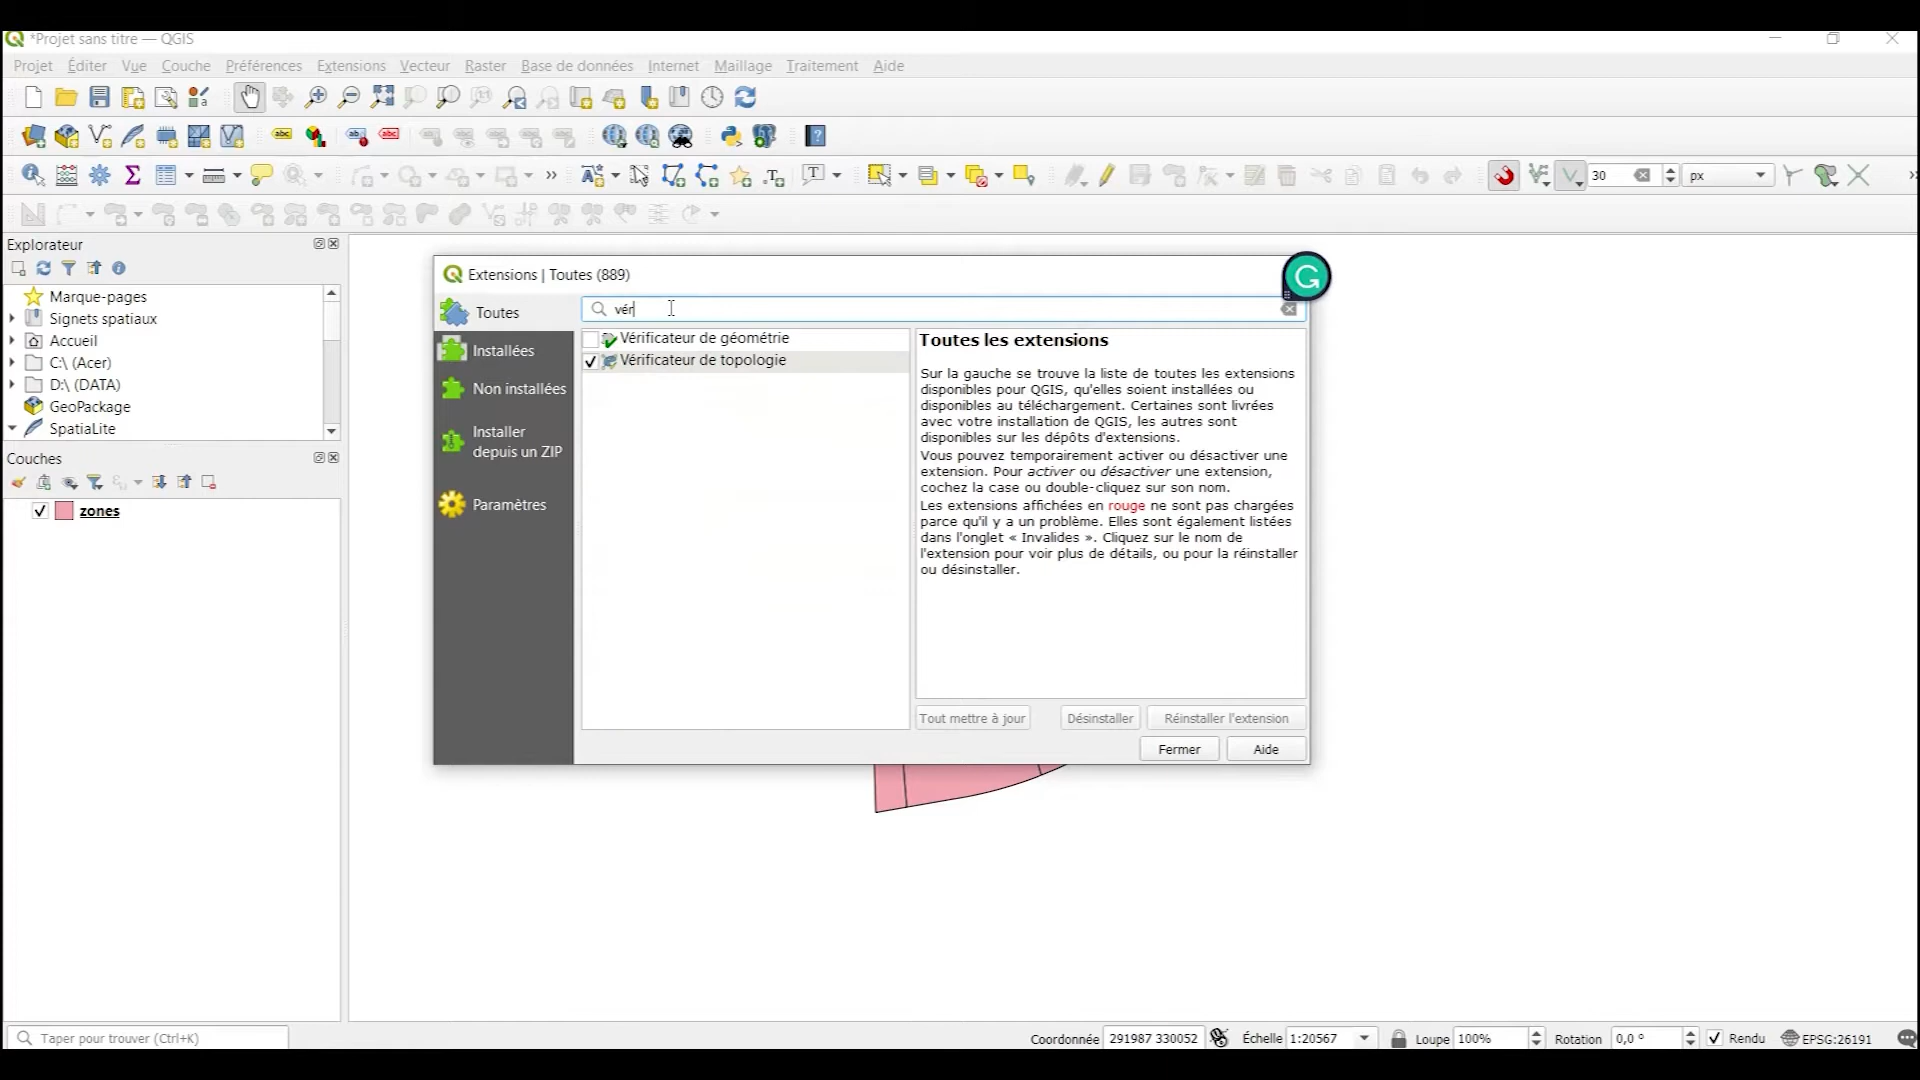 *Projet sans titre — QGIS
Projet Éditer Vue Couche Préférences Extensions Vecteur Raster Base de données Internet Maillage Traitement Aide
abc abc abc
30 px
Explorateur
Marque-pages
Signets spatiaux
Accueil
C:\ (Acer)
D:\ (DATA)
GeoPackage
SpatiaLite
Couches
zones
Extensions | Toutes (889)
G
Toutes
Installées
Non installées
Installer
depuis un ZIP
Paramètres
vér
Vérificateur de géométrie
Vérificateur de topologie
Toutes les extensions
Sur la gauche se trouve la liste de toutes les extensions
disponibles pour QGIS, qu'elles soient installées ou
disponibles au téléchargement. Certaines sont livrées
avec votre installation de QGIS, les autres sont
disponibles sur les dépôts d'extensions.
Vous pouvez temporairement activer ou désactiver une
extension. Pour activer ou désactiver une extension,
cochez la case ou double-cliquez sur son nom.
Les extensions affichées en rouge ne sont pas chargées
parce qu'il y a un problème. Elles sont également listées
dans l'onglet « Invalides ». Cliquez sur le nom de
l'extension pour voir plus de détails, ou pour la réinstaller
ou désinstaller.
Tout mettre à jour Désinstaller Réinstaller l'extension
Fermer Aide
Taper pour trouver (Ctrl+K)
Coordonnée 291987 330052 Échelle 1:20567 Loupe 100% Rotation 0,0 ° Rendu EPSG:26191